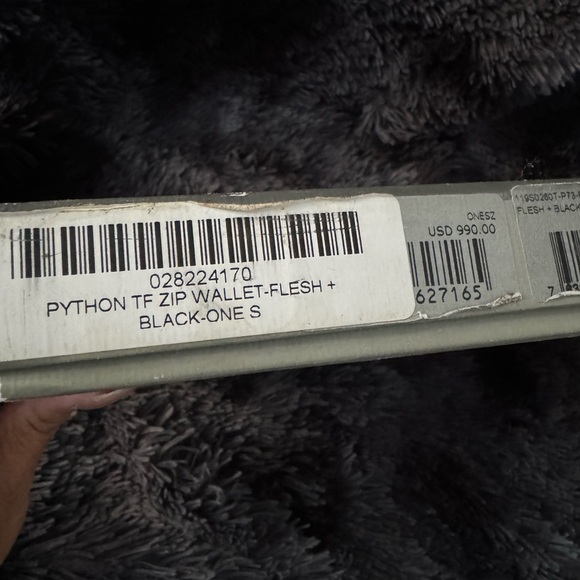 028224170
PYTHON TF ZIP WALLET-FLESH +
BLACK-ONE S
ONESZ
USD 990.00
627165
FLESH + BLACK